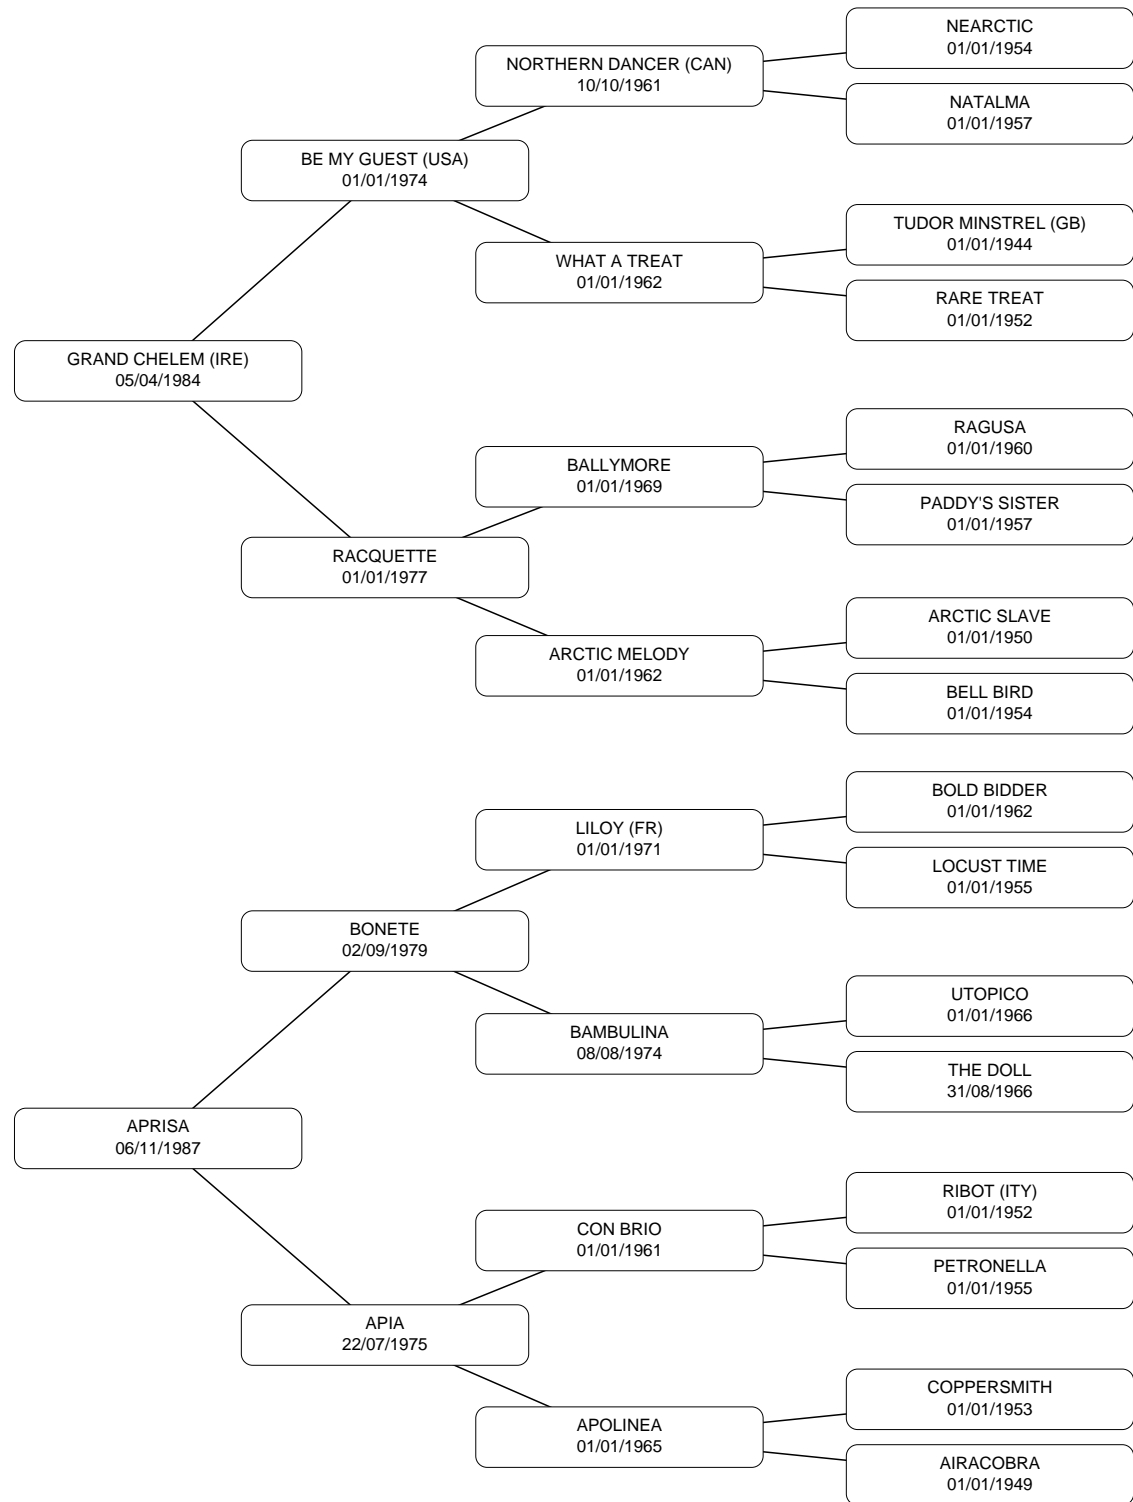 NEARCTIC
01/01/1954
NORTHERN DANCER (CAN)
10/10/1961
NATALMA
01/01/1957
BE MY GUEST (USA)
01/01/1974
TUDOR MINSTREL (GB)
01/01/1944
WHAT A TREAT
01/01/1962
RARE TREAT
01/01/1952
GRAND CHELEM (IRE)
05/04/1984
RAGUSA
01/01/1960
BALLYMORE
01/01/1969
PADDY'S SISTER
01/01/1957
RACQUETTE
01/01/1977
ARCTIC SLAVE
01/01/1950
ARCTIC MELODY
01/01/1962
BELL BIRD
01/01/1954
BOLD BIDDER
01/01/1962
LILOY (FR)
01/01/1971
LOCUST TIME
01/01/1955
BONETE
02/09/1979
UTOPICO
01/01/1966
BAMBULINA
08/08/1974
THE DOLL
31/08/1966
APRISA
06/11/1987
RIBOT (ITY)
01/01/1952
CON BRIO
01/01/1961
PETRONELLA
01/01/1955
APIA
22/07/1975
COPPERSMITH
01/01/1953
APOLINEA
01/01/1965
AIRACOBRA
01/01/1949